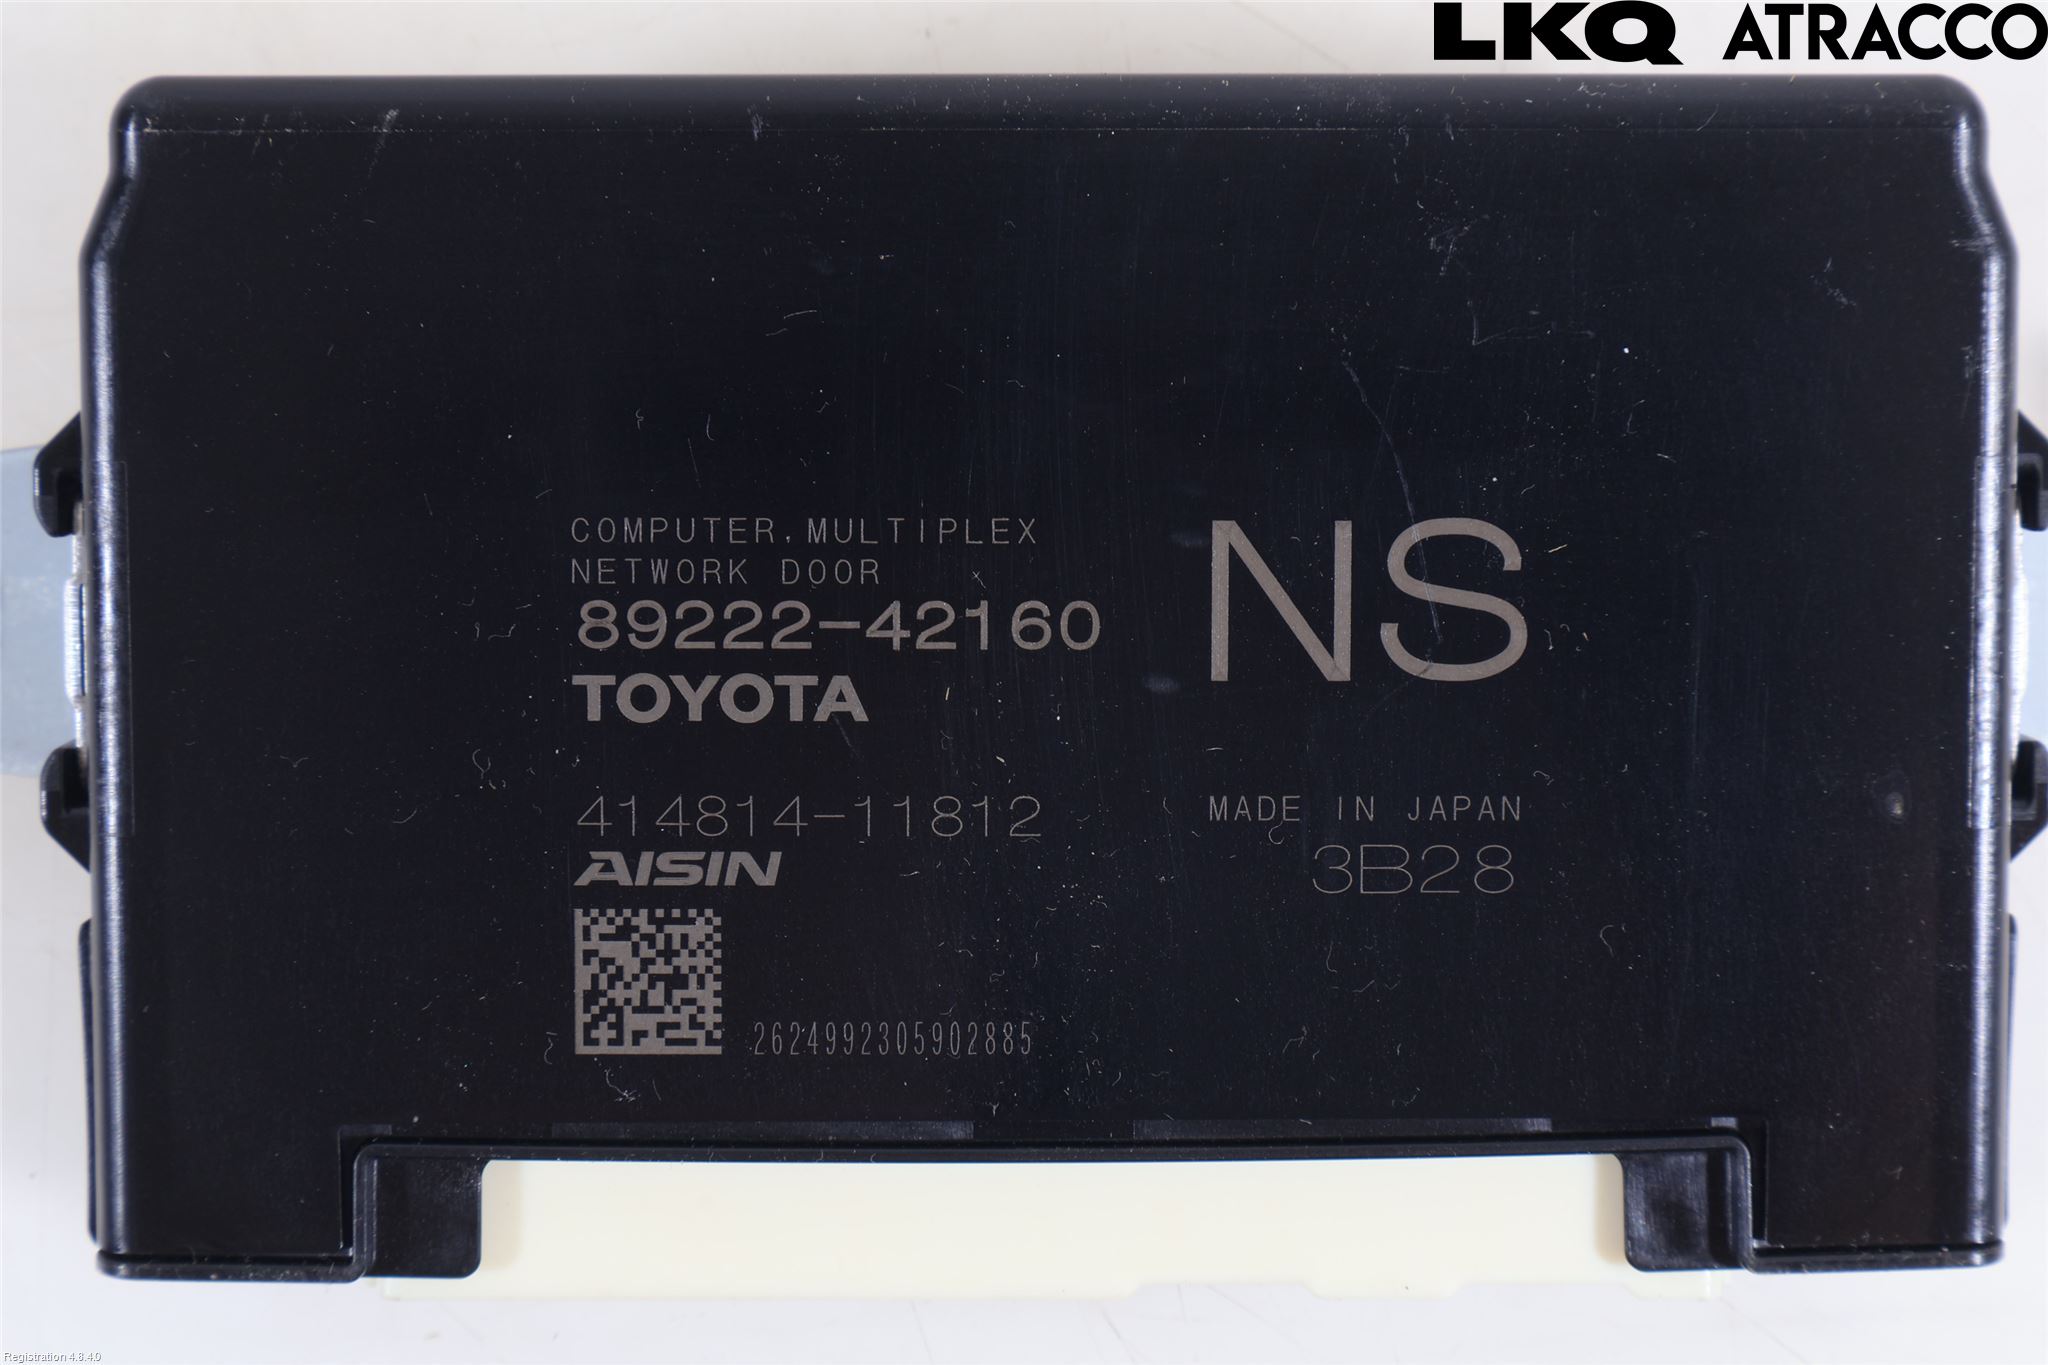 LKQ ATRACCO
COMPUTER, MULTIPLEX
NETWORK DOOR
89222-42160
TOYOTA
NS
414814-11812
AISIN
MADE IN JAPAN
3B28
2624992305902885
Registration 4.8.4.0